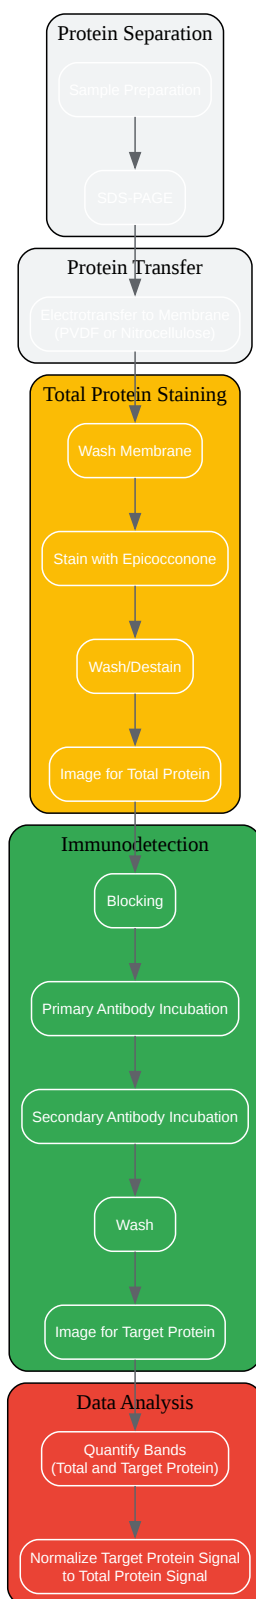 Protein Separation
Sample Preparation
SDS-PAGE
Protein Transfer
Electrotransfer to Membrane
(PVDF or Nitrocellulose)
Total Protein Staining
Wash Membrane
Stain with Epicocconone
Wash/Destain
Image for Total Protein
Immunodetection
Blocking
Primary Antibody Incubation
Secondary Antibody Incubation
Wash
Image for Target Protein
Data Analysis
Quantify Bands
(Total and Target Protein)
Normalize Target Protein Signal
to Total Protein Signal